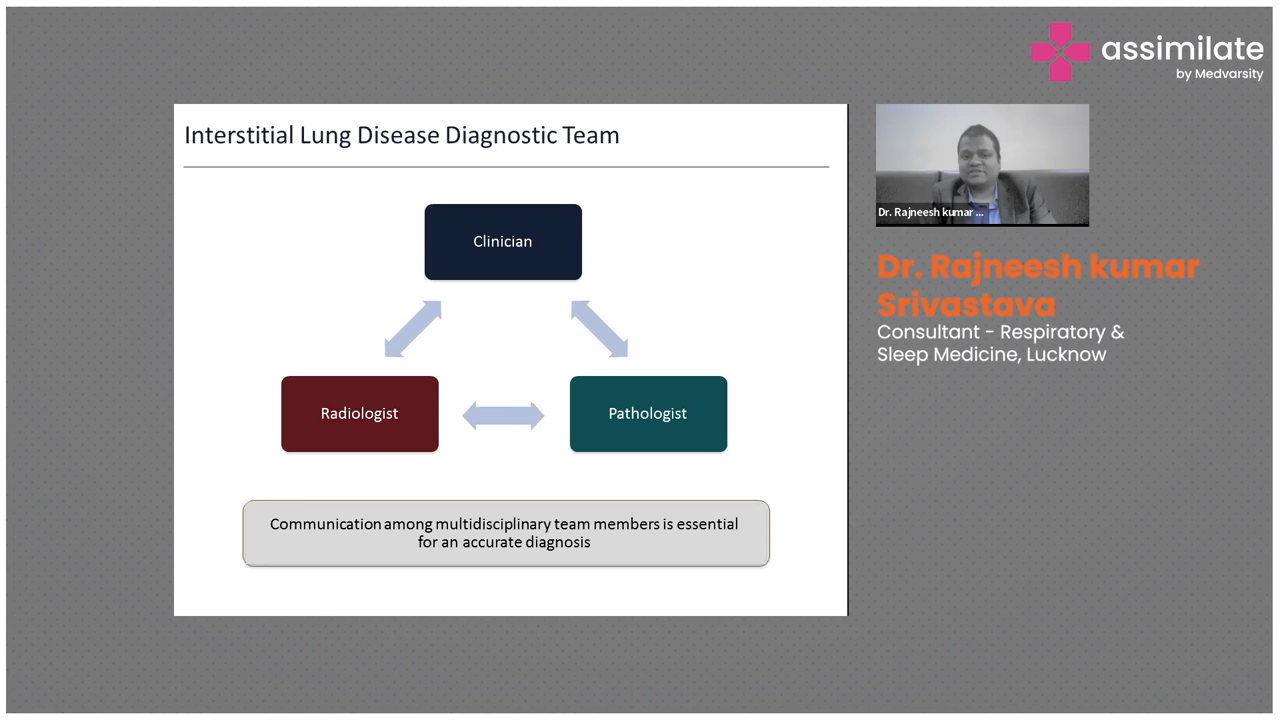 assimilate
by Medvarsity
Interstitial Lung Disease Diagnostic Team
Clinician
Radiologist
Pathologist
Communication among multidisciplinary team members is essential
for an accurate diagnosis
Dr. Rajneesh kumar ...
Dr. Rajneesh kumar
Srivastava
Consultant - Respiratory &
Sleep Medicine, Lucknow